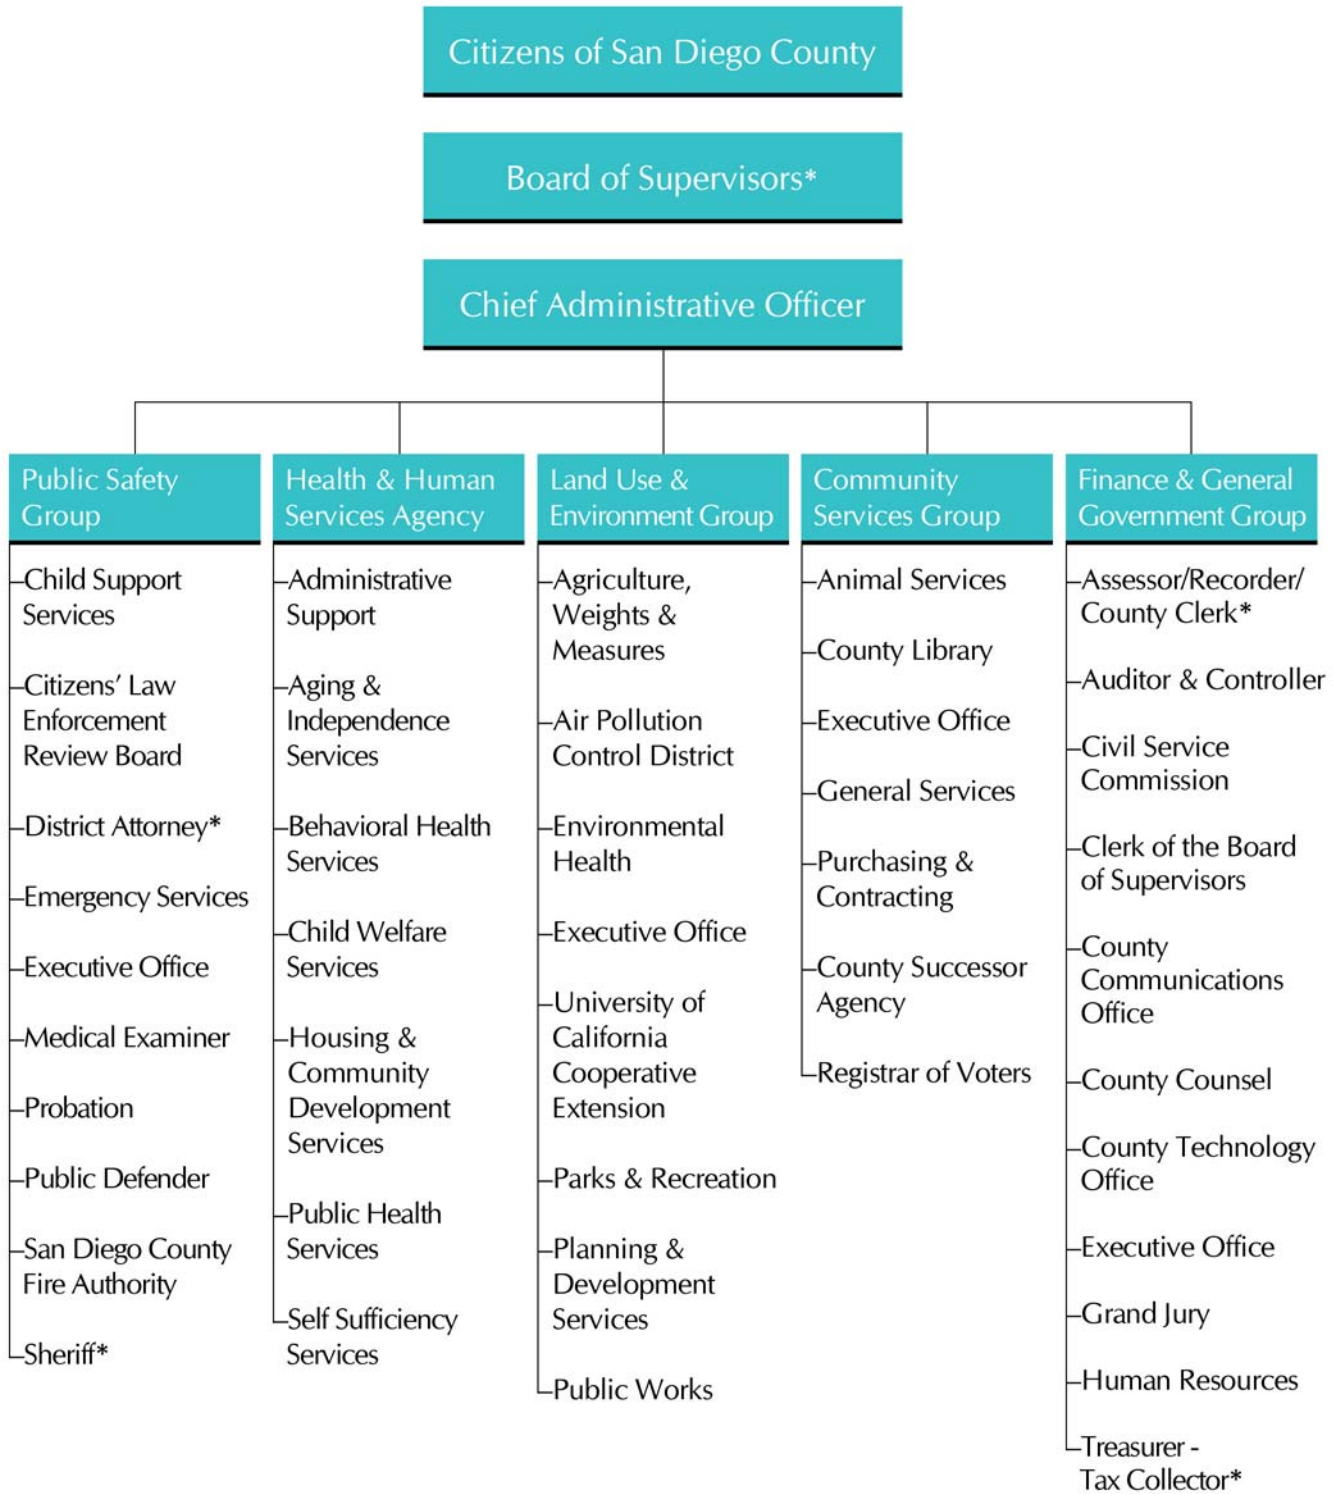 Citizens of San Diego County
Board of Supervisors*
Chief Administrative Officer
Public Safety
Group
Child Support
Services
Citizens’ Law
Enforcement
Review Board
District Attorney*
Emergency Services
Executive Office
Medical Examiner
Probation
Public Defender
San Diego County
Fire Authority
Sheriff*
Health & Human
Services Agency
Administrative
Support
Aging &
Independence
Services
Behavioral Health
Services
Child Welfare
Services
Housing &
Community
Development
Services
Public Health
Services
Self Sufficiency
Services
Land Use &
Environment Group
Agriculture,
Weights &
Measures
Air Pollution
Control District
Environmental
Health
Executive Office
University of
California
Cooperative
Extension
Parks & Recreation
Planning &
Development
Services
Public Works
Community
Services Group
Animal Services
County Library
Executive Office
General Services
Purchasing &
Contracting
County Successor
Agency
Registrar of Voters
Finance & General
Government Group
Assessor/Recorder/
County Clerk*
Auditor & Controller
Civil Service
Commission
Clerk of the Board
of Supervisors
County
Communications
Office
County Counsel
County Technology
Office
Executive Office
Grand Jury
Human Resources
Treasurer -
Tax Collector*